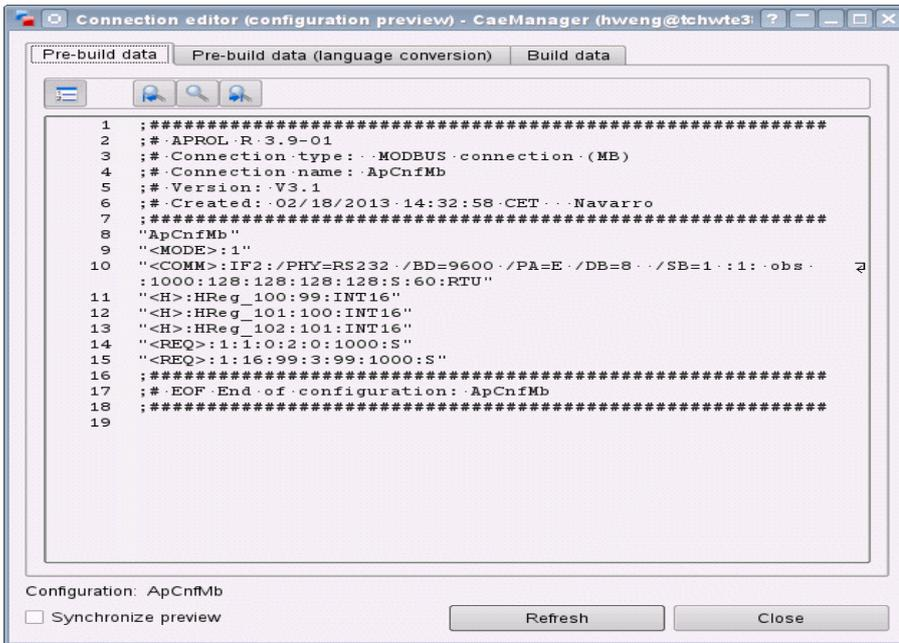 Connection editor (configuration preview) - CaeManager (hweng@tchwte3
Pre-build data
Pre-build data (language conversion)
Build data
1 ;###########################################################
2 ;# APROL R 3.9-01
3 ;# Connection type:   MODBUS connection (MB)
4 ;# Connection name: ApCnfMb
5 ;# Version: V3.1
6 ;# Created: 02/18/2013 14:32:58 CET   Navarro
7 ;###########################################################
8 "ApCnfMb"
9 "<MODE>:1"
10 "<COMM>:IF2:/PHY=RS232 /BD=9600 /PA=E /DB=8  /SB=1 :1: obs
:1000:128:128:128:128:S:60:RTU"
11 "<H>:HReg_100:99:INT16"
12 "<H>:HReg_101:100:INT16"
13 "<H>:HReg_102:101:INT16"
14 "<REQ>:1:1:0:2:0:1000:S"
15 "<REQ>:1:16:99:3:99:1000:S"
16 ;###########################################################
17 ;# EOF End of configuration: ApCnfMb
18 ;###########################################################
19
Configuration: ApCnfMb
Synchronize preview
Refresh
Close